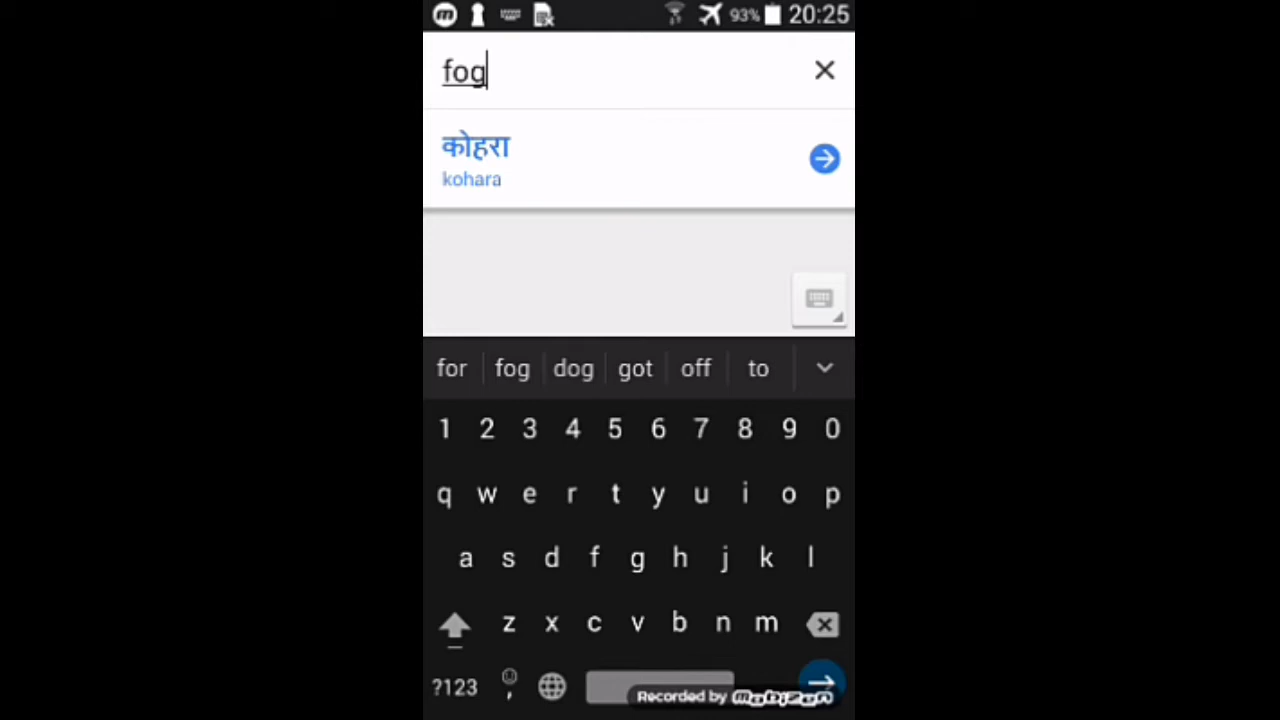 93% 20:25
fog
कोहरा
kohara
for fog dog got off to
1 2 3 4 5 6 7 8 9 0
q w e r t y u i o p
a s d f g h j k l
z x c v b n m
?123 ,
Recorded by mobizen